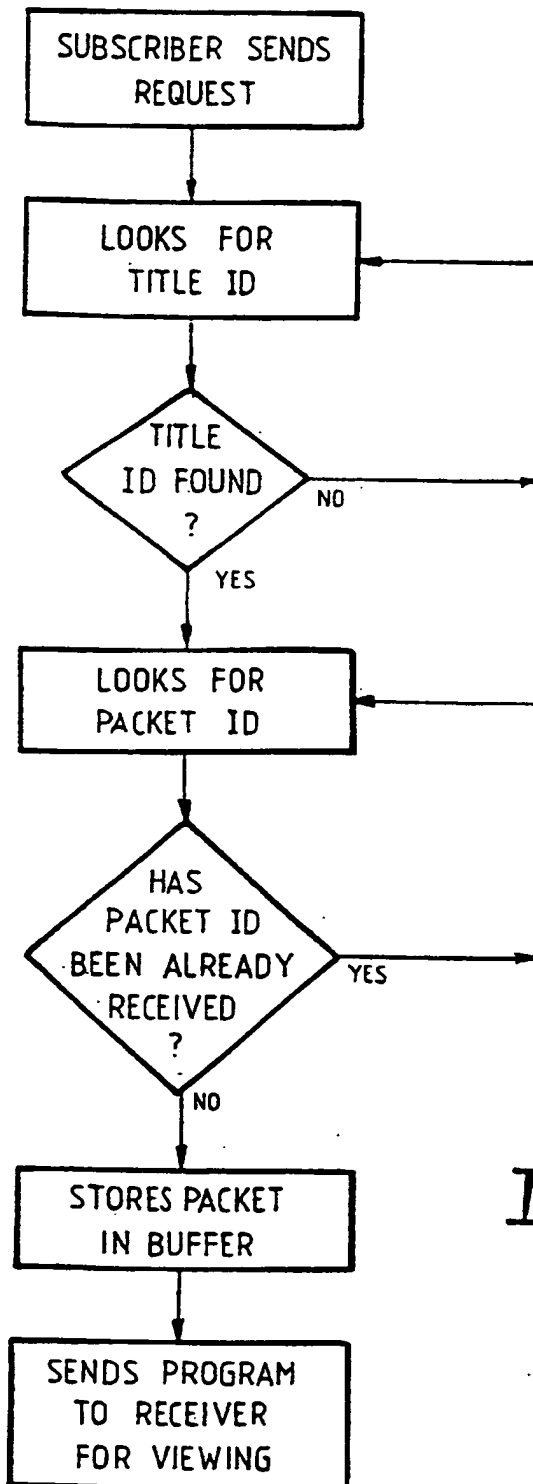 SUBSCRIBER SENDS
REQUEST
LOOKS FOR
TITLE ID
TITLE
ID FOUND
?
NO
YES
LOOKS FOR
PACKET ID
HAS
PACKET ID
BEEN ALREADY
RECEIVED
?
YES
NO
STORES PACKET
IN BUFFER
SENDS PROGRAM
TO RECEIVER
FOR VIEWING